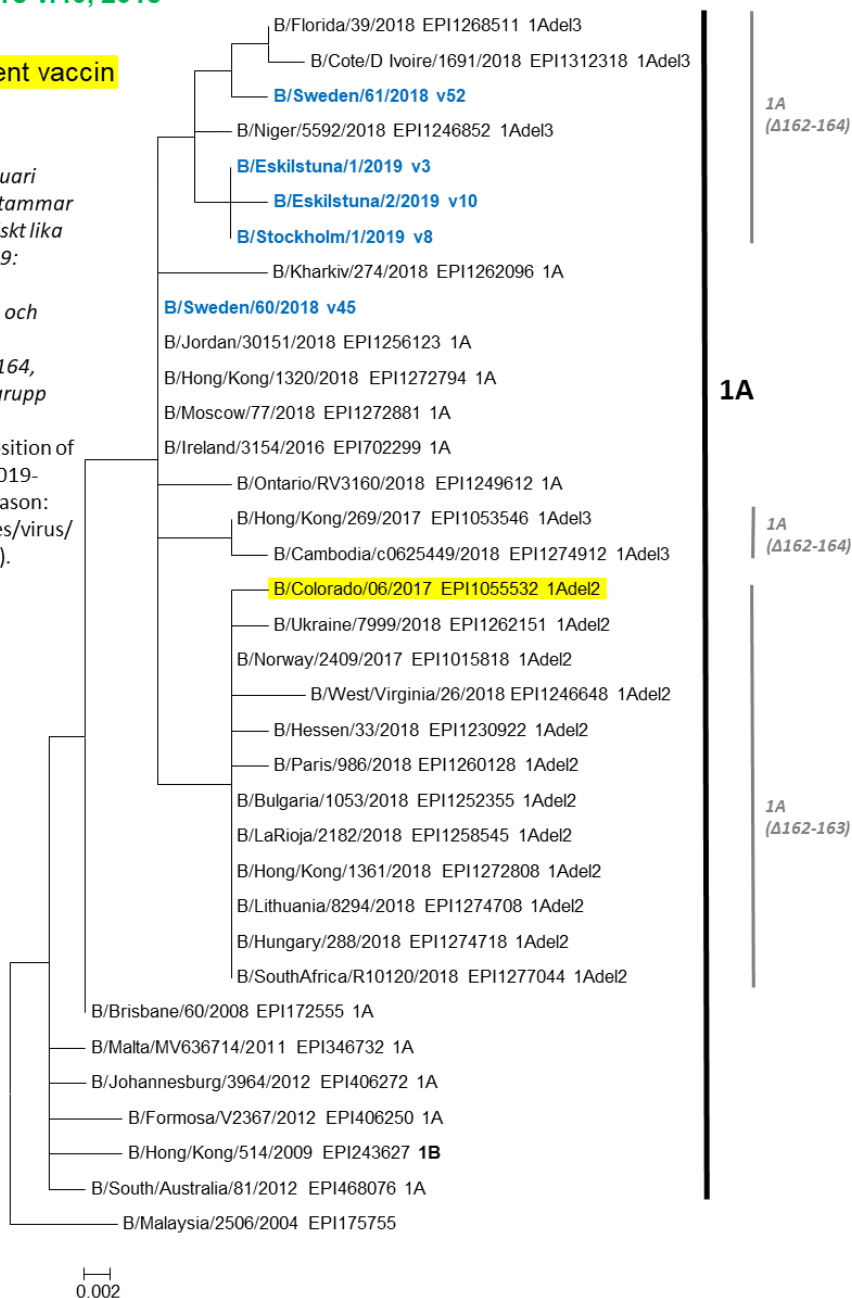 v.40, 2018
ent vaccin
uari
tammar
iskt lika
9:
och
164,
grupp
sition of
019-
ason:
es/virus/
).
B/Florida/39/2018 EPI1268511 1Adel3
B/Cote/D Ivoire/1691/2018 EPI1312318 1Adel3
B/Sweden/61/2018 v52
B/Niger/5592/2018 EPI1246852 1Adel3
B/Eskilstuna/1/2019 v3
B/Eskilstuna/2/2019 v10
B/Stockholm/1/2019 v8
B/Kharkiv/274/2018 EPI1262096 1A
B/Sweden/60/2018 v45
B/Jordan/30151/2018 EPI1256123 1A
B/Hong/Kong/1320/2018 EPI1272794 1A
B/Moscow/77/2018 EPI1272881 1A
B/Ireland/3154/2016 EPI702299 1A
B/Ontario/RV3160/2018 EPI1249612 1A
B/Hong/Kong/269/2017 EPI1053546 1Adel3
B/Cambodia/c0625449/2018 EPI1274912 1Adel3
B/Colorado/06/2017 EPI1055532 1Adel2
B/Ukraine/7999/2018 EPI1262151 1Adel2
B/Norway/2409/2017 EPI1015818 1Adel2
B/West/Virginia/26/2018 EPI1246648 1Adel2
B/Hessen/33/2018 EPI1230922 1Adel2
B/Paris/986/2018 EPI1260128 1Adel2
B/Bulgaria/1053/2018 EPI1252355 1Adel2
B/LaRioja/2182/2018 EPI1258545 1Adel2
B/Hong/Kong/1361/2018 EPI1272808 1Adel2
B/Lithuania/8294/2018 EPI1274708 1Adel2
B/Hungary/288/2018 EPI1274718 1Adel2
B/SouthAfrica/R10120/2018 EPI1277044 1Adel2
B/Brisbane/60/2008 EPI172555 1A
B/Malta/MV636714/2011 EPI346732 1A
B/Johannesburg/3964/2012 EPI406272 1A
B/Formosa/V2367/2012 EPI406250 1A
B/Hong/Kong/514/2009 EPI243627 1B
B/South/Australia/81/2012 EPI468076 1A
B/Malaysia/2506/2004 EPI175755
0.002
1A
(Δ162-164)
1A
1A
(Δ162-164)
1A
(Δ162-163)